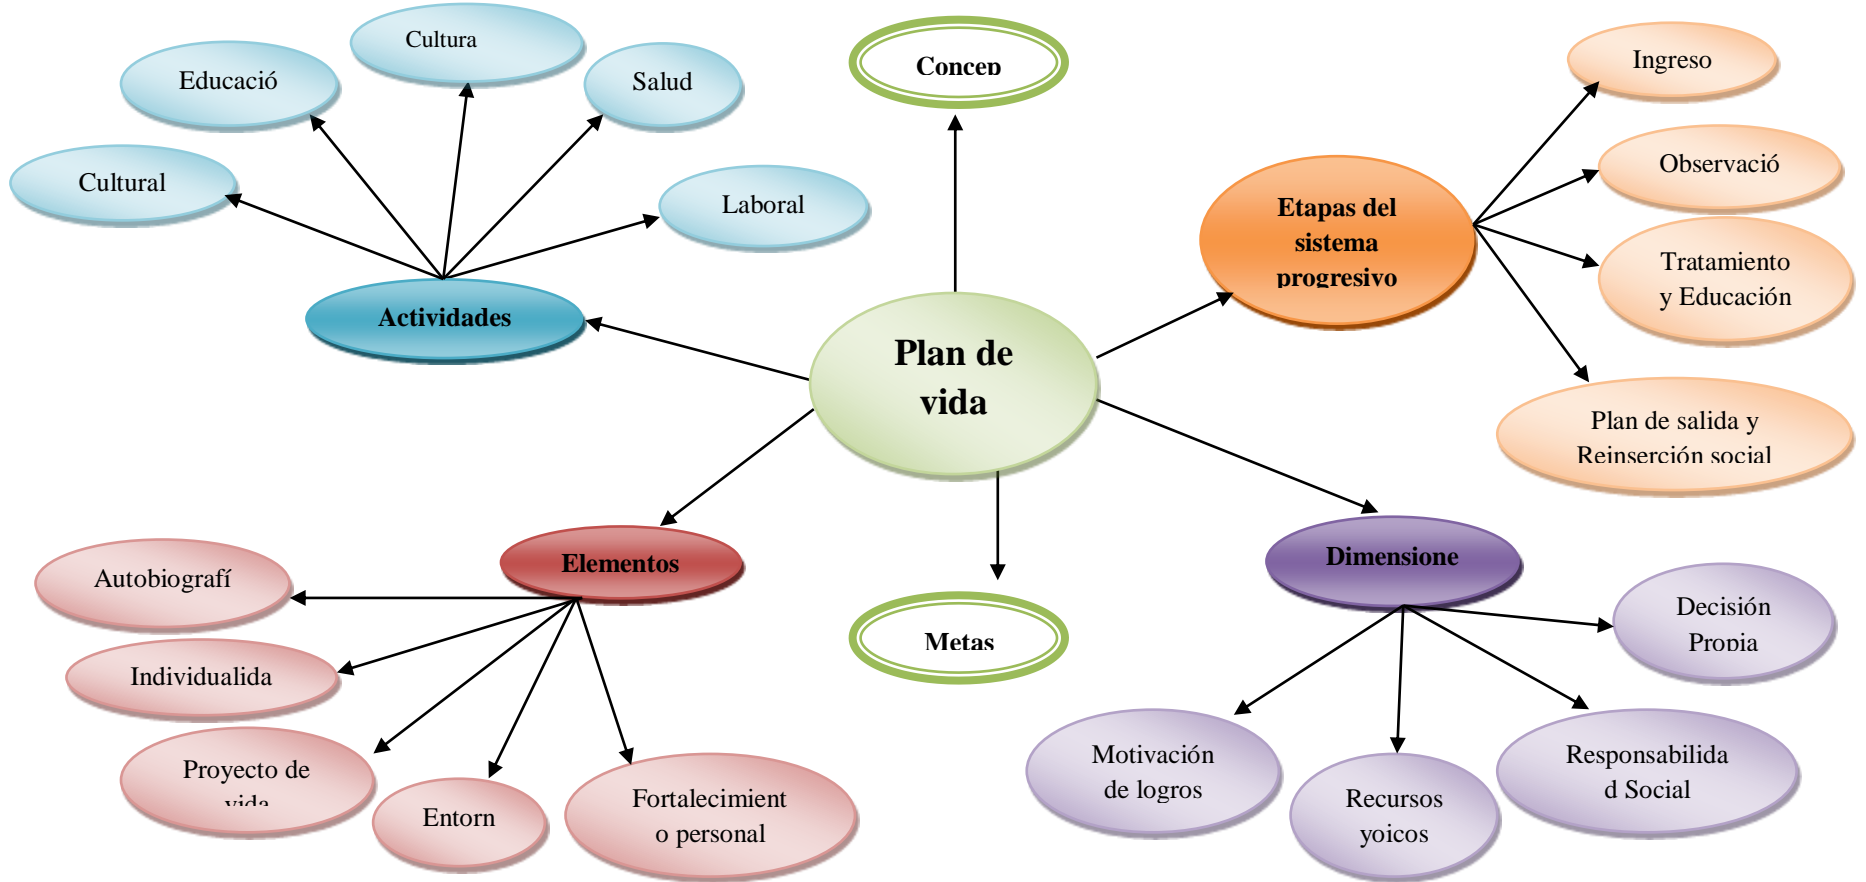 Cultura
Educació
Salud
Cultural
Laboral
Actividades
Concep
Plan de
vida
Etapas del
sistema
progresivo
Ingreso
Observació
Tratamiento
y Educación
Plan de salida y
Reinserción social
Elementos
Autobiografí
Individualida
Proyecto de
vida
Entorn
Fortalecimient
o personal
Metas
Dimensione
Decisión
Propia
Motivación
de logros
Recursos
yoicos
Responsabilida
d Social